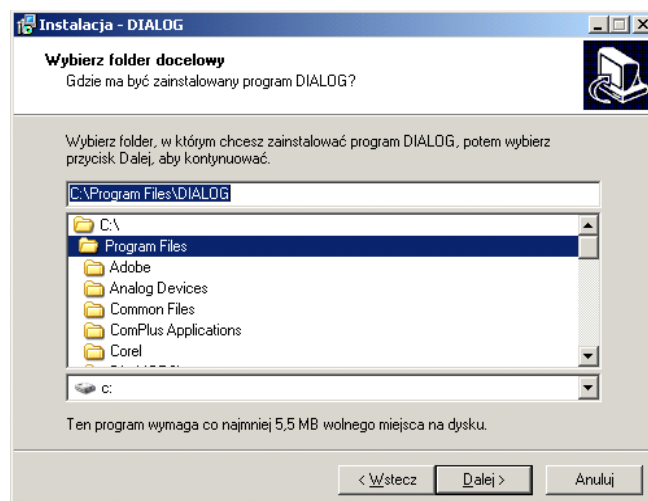 Instalacja - DIALOG
Wybierz folder docelowy
Gdzie ma być zainstalowany program DIALOG?
Wybierz folder, w którym chcesz zainstalować program DIALOG, potem wybierz
przycisk Dalej, aby kontynuować.
C:\Program Files\DIALOG
C:\
Program Files
Adobe
Analog Devices
Common Files
ComPlus Applications
Corel
c:
Ten program wymaga co najmniej 5,5 MB wolnego miejsca na dysku.
< Wstecz
Dalej >
Anuluj